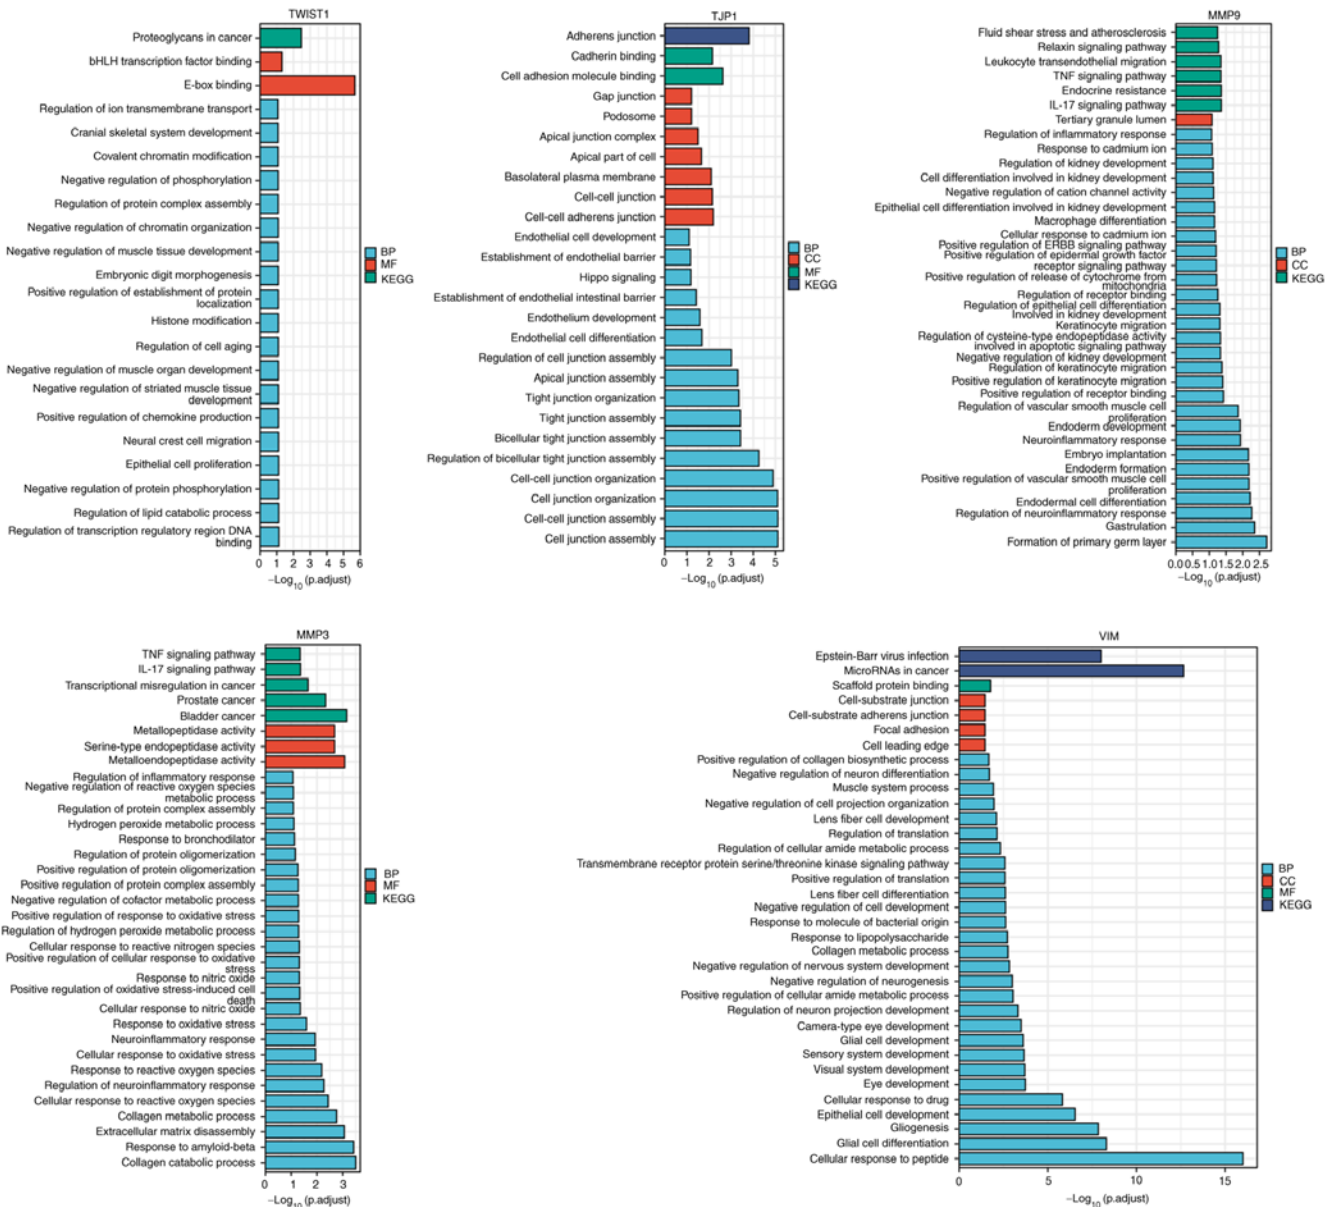 TWIST1
Proteoglycans in cancer
bHLH transcription factor binding
E-box binding
Regulation of ion transmembrane transport
Cranial skeletal system development
Covalent chromatin modification
Negative regulation of phosphorylation
Regulation of protein complex assembly
Negative regulation of chromatin organization
Negative regulation of muscle tissue development
Embryonic digit morphogenesis
Positive regulation of establishment of protein
localization
Histone modification
Regulation of cell aging
Negative regulation of muscle organ development
Negative regulation of striated muscle tissue
development
Positive regulation of chemokine production
Neural crest cell migration
Epithelial cell proliferation
Negative regulation of protein phosphorylation
Regulation of lipid catabolic process
Regulation of transcription regulatory region DNA
binding
0 1 2 3 4 5 6
−Log10 (p.adjust)
BP
MF
KEGG
TJP1
Adherens junction
Cadherin binding
Cell adhesion molecule binding
Gap junction
Podosome
Apical junction complex
Apical part of cell
Basolateral plasma membrane
Cell-cell junction
Cell-cell adherens junction
Endothelial cell development
Establishment of endothelial barrier
Hippo signaling
Establishment of endothelial intestinal barrier
Endothelium development
Endothelial cell differentiation
Regulation of cell junction assembly
Apical junction assembly
Tight junction organization
Tight junction assembly
Bicellular tight junction assembly
Regulation of bicellular tight junction assembly
Cell-cell junction organization
Cell junction organization
Cell-cell junction assembly
Cell junction assembly
0 1 2 3 4 5
−Log10 (p.adjust)
BP
CC
MF
KEGG
MMP9
Fluid shear stress and atherosclerosis
Relaxin signaling pathway
Leukocyte transendothelial migration
TNF signaling pathway
Endocrine resistance
IL-17 signaling pathway
Tertiary granule lumen
Regulation of inflammatory response
Response to cadmium ion
Regulation of kidney development
Cell differentiation involved in kidney development
Negative regulation of cation channel activity
Epithelial cell differentiation involved in kidney development
Macrophage differentiation
Cellular response to cadmium ion
Positive regulation of ERBB signaling pathway
Positive regulation of epidermal growth factor
receptor signaling pathway
Positive regulation of release of cytochrome from
mitochondria
Regulation of receptor binding
Regulation of epithelial cell differentiation
Involved in kidney development
Keratinocyte migration
Regulation of cysteine-type endopeptidase activity
involved in apoptotic signaling pathway
Negative regulation of kidney development
Regulation of keratinocyte migration
Positive regulation of keratinocyte migration
Positive regulation of receptor binding
Regulation of vascular smooth muscle cell
proliferation
Endoderm development
Neuroinflammatory response
Embryo implantation
Endoderm formation
Positive regulation of vascular smooth muscle cell
proliferation
Endodermal cell differentiation
Regulation of neuroinflammatory response
Gastrulation
Formation of primary germ layer
0.0 0.5 1.0 1.5 2.0 2.5
−Log10 (p.adjust)
BP
CC
KEGG
MMP3
TNF signaling pathway
IL-17 signaling pathway
Transcriptional misregulation in cancer
Prostate cancer
Bladder cancer
Metallopeptidase activity
Serine-type endopeptidase activity
Metalloendopeptidase activity
Regulation of inflammatory response
Negative regulation of reactive oxygen species
metabolic process
Regulation of protein complex assembly
Hydrogen peroxide metabolic process
Response to bronchodilator
Regulation of protein oligomerization
Positive regulation of protein oligomerization
Positive regulation of protein complex assembly
Negative regulation of cofactor metabolic process
Positive regulation of response to oxidative stress
Regulation of hydrogen peroxide metabolic process
Cellular response to reactive nitrogen species
Positive regulation of cellular response to oxidative
stress
Response to nitric oxide
Positive regulation of oxidative stress-induced cell
death
Cellular response to nitric oxide
Response to oxidative stress
Neuroinflammatory response
Cellular response to oxidative stress
Response to reactive oxygen species
Regulation of neuroinflammatory response
Cellular response to reactive oxygen species
Collagen metabolic process
Extracellular matrix disassembly
Response to amyloid-beta
Collagen catabolic process
0 1 2 3
−Log10 (p.adjust)
BP
MF
KEGG
VIM
Epstein-Barr virus infection
MicroRNAs in cancer
Scaffold protein binding
Cell-substrate junction
Cell-substrate adherens junction
Focal adhesion
Cell leading edge
Positive regulation of collagen biosynthetic process
Negative regulation of neuron differentiation
Muscle system process
Negative regulation of cell projection organization
Lens fiber cell development
Regulation of translation
Regulation of cellular amide metabolic process
Transmembrane receptor protein serine/threonine kinase signaling pathway
Positive regulation of translation
Lens fiber cell differentiation
Negative regulation of cell development
Response to molecule of bacterial origin
Response to lipopolysaccharide
Collagen metabolic process
Negative regulation of nervous system development
Negative regulation of neurogenesis
Positive regulation of cellular amide metabolic process
Regulation of neuron projection development
Camera-type eye development
Glial cell development
Sensory system development
Visual system development
Eye development
Cellular response to drug
Epithelial cell development
Gliogenesis
Glial cell differentiation
Cellular response to peptide
0 5 10 15
−Log10 (p.adjust)
BP
CC
MF
KEGG